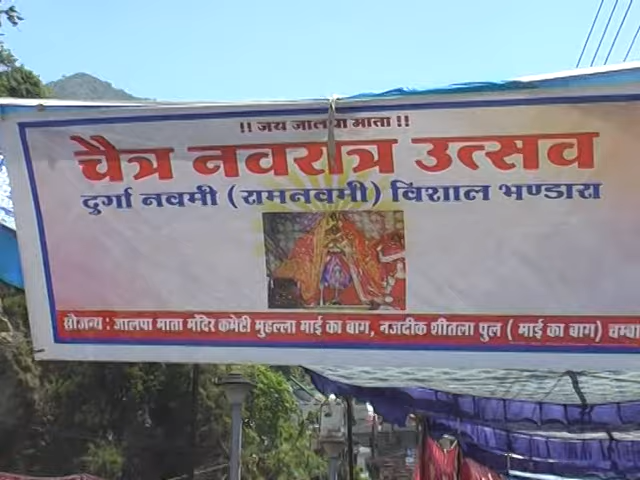 !! जय जालपा माता !!
चैत्र नवरात्र उत्सव
दुर्गा नवमी (रामनवमी) विशाल भण्डारा
सौजन्य : जालपा माता मंदिर कमेटी मुहल्ला माई का बाग, नजदीक शीतला पुल ( माई का बाग) चम्बा